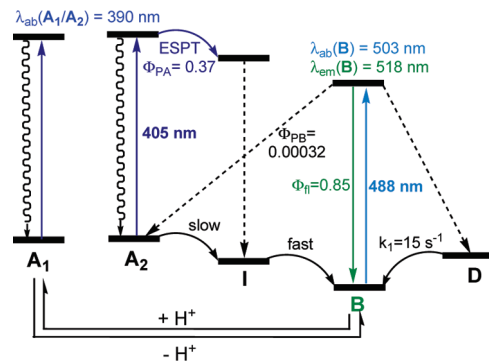 λab(A1/A2) = 390 nm
ESPT
ΦPA= 0.37
λab(B) = 503 nm
λem(B) = 518 nm
405 nm
ΦPB=
0.00032
Φfl=0.85
488 nm
slow
fast
k1=15 s-1
A1
A2
I
B
D
+ H+
- H+